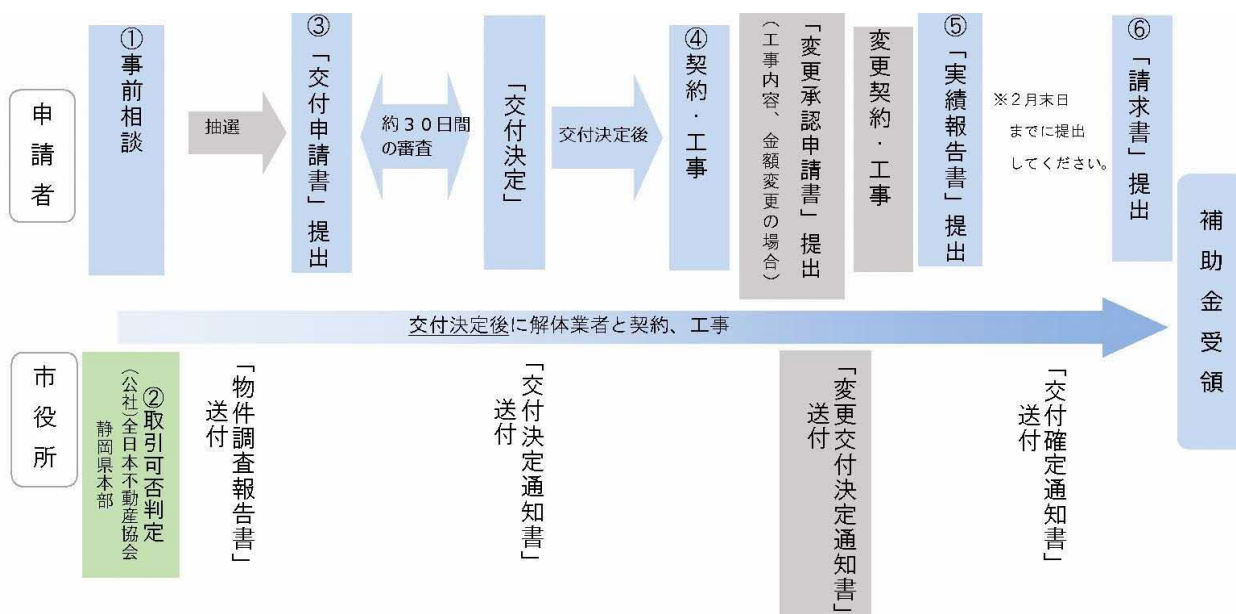 申請者
①事前相談
抽選
③「交付申請書」提出
約30日間
の審査
「交付決定」
交付決定後
④契約・工事
「変更承認申請書」提出
（工事内容、金額変更の場合）
変更契約・工事
⑤「実績報告書」提出
※２月末日
までに提出
してください。
⑥「請求書」提出
補助金受領
交付決定後に解体業者と契約、工事
市役所
②取引可否判定
（公社）全日本不動産協会
静岡県本部
「物件調査報告書」
送付
「交付決定通知書」
送付
「変更交付決定通知書」
送付
「交付確定通知書」
送付